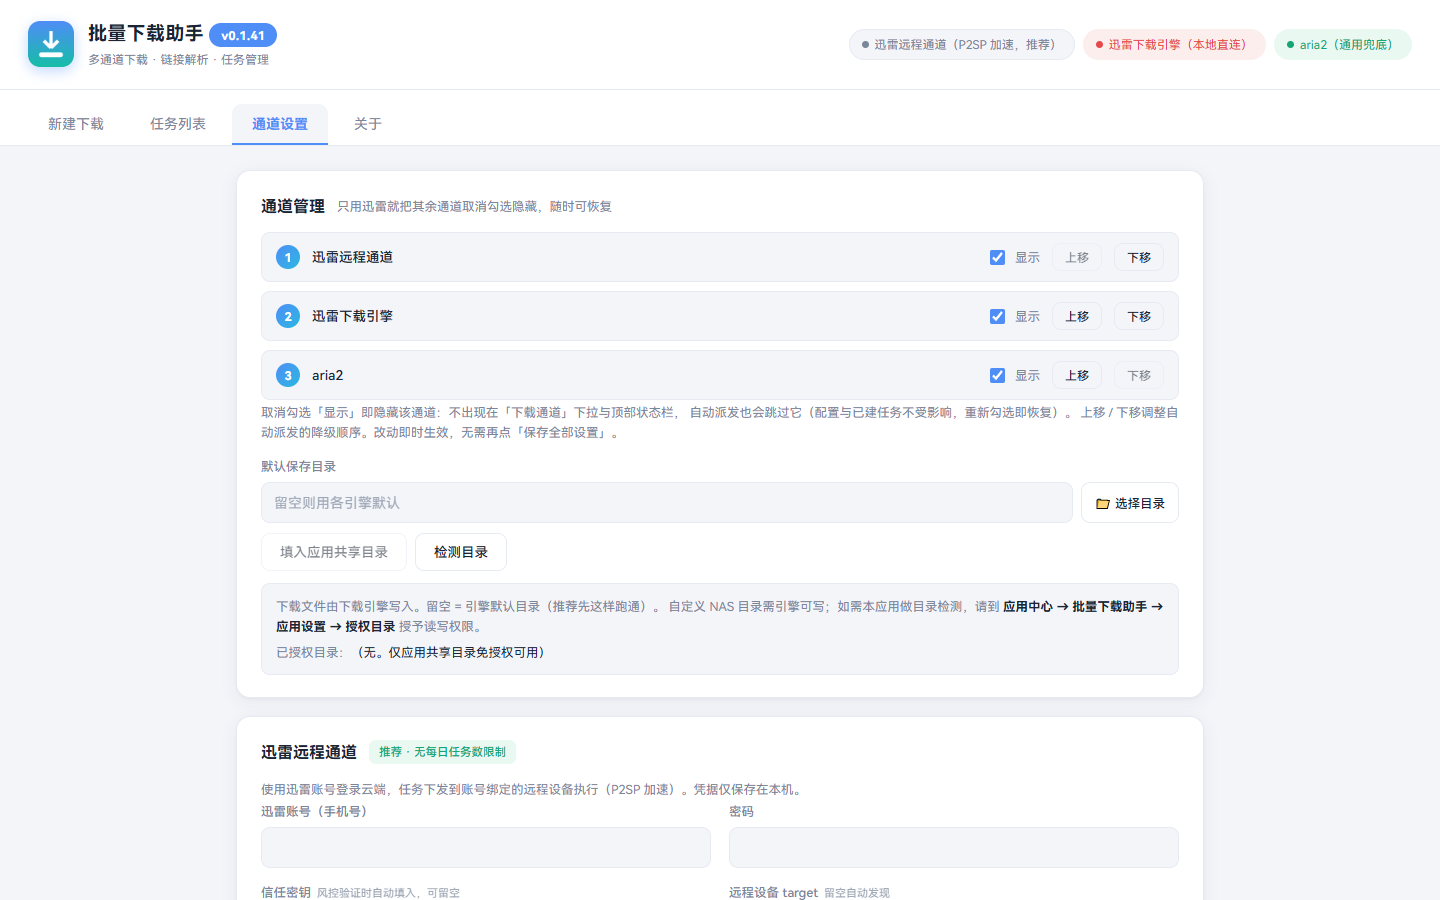 批量下载助手 v0.1.41
多通道下载 · 链接解析 · 任务管理
迅雷远程通道（P2SP 加速，推荐）
迅雷下载引擎（本地直连）
aria2（通用兜底）
新建下载
任务列表
通道设置
关于
通道管理 只用迅雷就把其余通道取消勾选隐藏，随时可恢复
1 迅雷远程通道 显示 上移 下移
2 迅雷下载引擎 显示 上移 下移
3 aria2 显示 上移 下移
取消勾选「显示」即隐藏该通道：不出现在「下载通道」下拉与顶部状态栏， 自动派发也会跳过它（配置与已建任务不受影响，重新勾选即恢复）。 上移 / 下移调整自
动派发的降级顺序。改动即时生效，无需再点「保存全部设置」。
默认保存目录
留空则用各引擎默认 选择目录
填入应用共享目录 检测目录
下载文件由下载引擎写入。留空 = 引擎默认目录（推荐先这样跑通）。 自定义 NAS 目录需引擎可写；如需本应用做目录检测，请到 应用中心 → 批量下载助手 →
应用设置 → 授权目录 授予读写权限。
已授权目录： （无。仅应用共享目录免授权可用）
迅雷远程通道 推荐 · 无每日任务数限制
使用迅雷账号登录云端，任务下发到账号绑定的远程设备执行（P2SP 加速）。凭据仅保存在本机。
迅雷账号（手机号） 密码
信任密钥 风控验证时自动填入，可留空 远程设备 target 留空自动发现